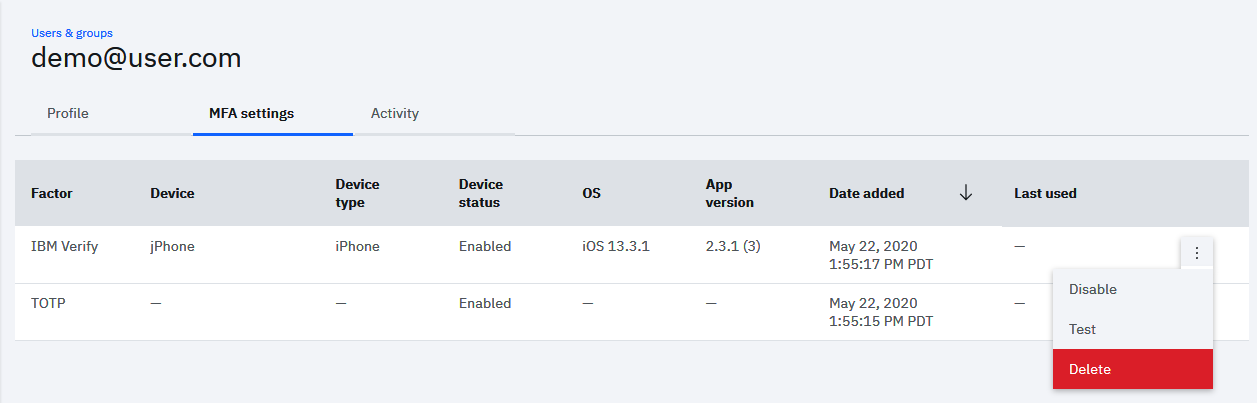 Users & groups
demo@user.com
Profile MFA settings Activity
Factor Device Device type Device status OS App version Date added Last used
IBM Verify jPhone iPhone Enabled iOS 13.3.1 2.3.1 (3) May 22, 2020 1:55:17 PM PDT —
TOTP — — Enabled — — May 22, 2020 1:55:15 PM PDT —
Disable
Test
Delete